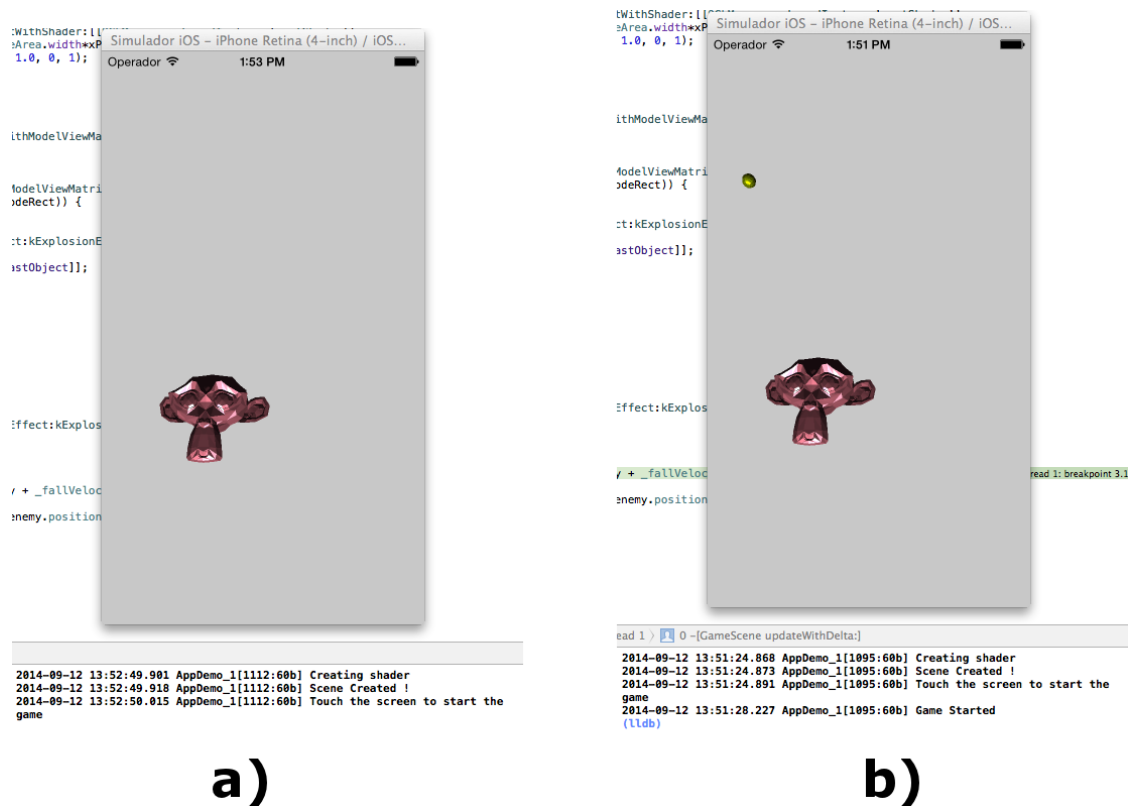 tWithShader:[[
eArea.width*xP
1.0, 0, 1);
Simulador iOS – iPhone Retina (4-inch) / iOS...
Operador
1:53 PM
ithModelViewMa
ModelViewMatri
odeRect)) {
ct:kExplosionE
astObject]];
Effect:kExplos
y + _fallVeloc
enemy.position
2014-09-12 13:52:49.901 AppDemo_1[1112:60b] Creating shader
2014-09-12 13:52:49.918 AppDemo_1[1112:60b] Scene Created !
2014-09-12 13:52:50.015 AppDemo_1[1112:60b] Touch the screen to start the
game
a)
tWithShader:[[
eArea.width*xP
1.0, 0, 1);
Simulador iOS – iPhone Retina (4-inch) / iOS...
Operador
1:51 PM
ithModelViewMa
ModelViewMatri
odeRect)) {
ct:kExplosionE
astObject]];
Effect:kExplos
y + _fallVeloc
read 1: breakpoint 3.1
enemy.position
ead 1 〉 0 -[GameScene updateWithDelta:]
2014-09-12 13:51:24.868 AppDemo_1[1095:60b] Creating shader
2014-09-12 13:51:24.873 AppDemo_1[1095:60b] Scene Created !
2014-09-12 13:51:24.891 AppDemo_1[1095:60b] Touch the screen to start the
game
2014-09-12 13:51:28.227 AppDemo_1[1095:60b] Game Started
(lldb)
b)